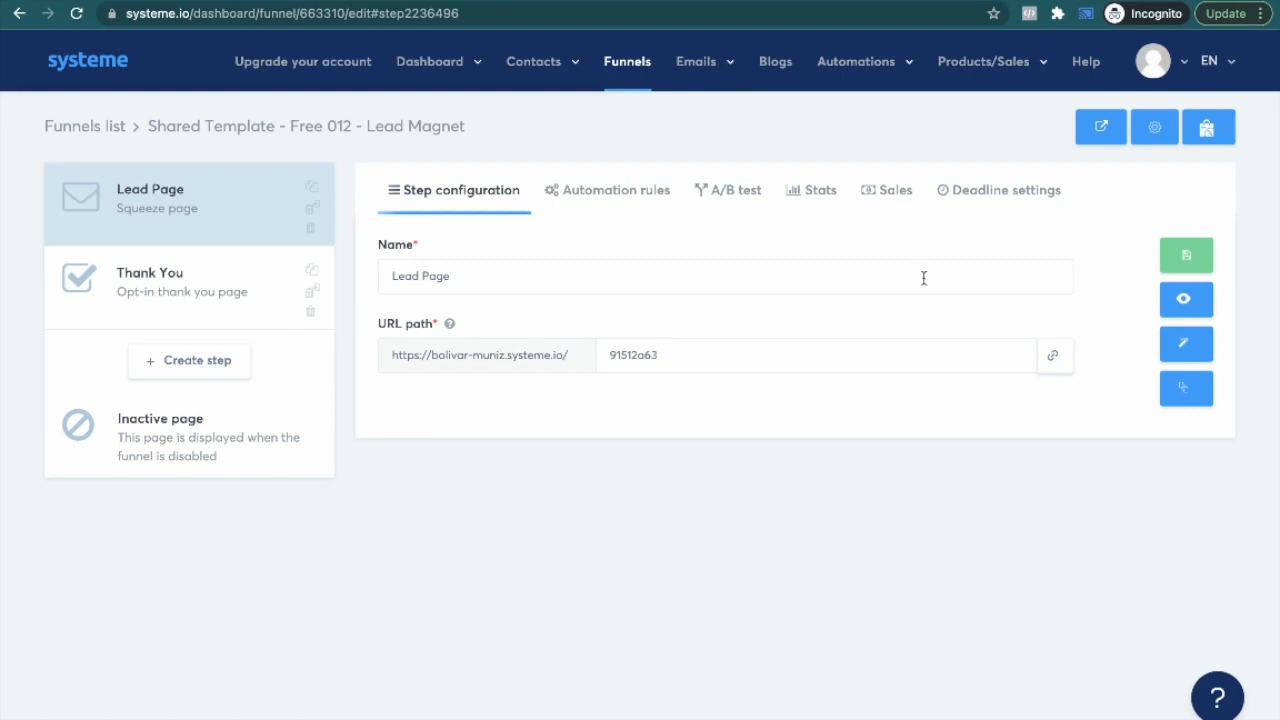 systeme.io/dashboard/funnel/663310/edit#step2236496
Incognito
Update
systeme
Upgrade your account
Dashboard
Contacts
Funnels
Emails
Blogs
Automations
Products/Sales
Help
EN
Funnels list > Shared Template - Free 012 - Lead Magnet
Lead Page
Squeeze page
Thank You
Opt-in thank you page
+ Create step
Inactive page
This page is displayed when the
funnel is disabled
Step configuration
Automation rules
A/B test
Stats
Sales
Deadline settings
Name*
Lead Page
URL path* ?
https://bolivar-muniz.systeme.io/
91512a63
?